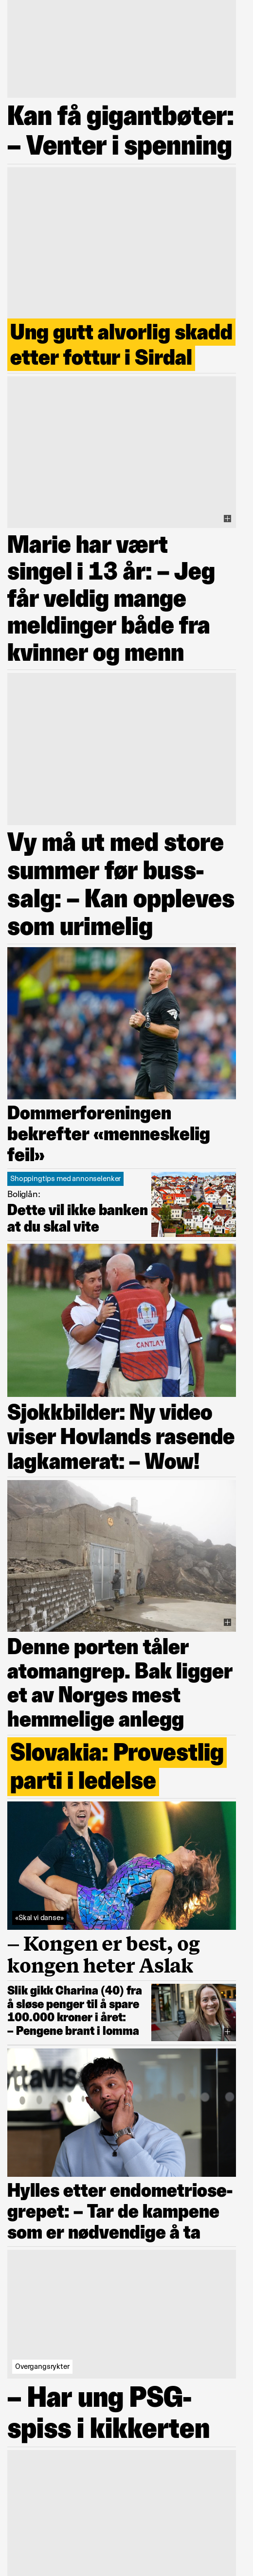 Kan få gigantbøter:
– Venter i spenning
Ung gutt alvorlig skadd
etter fottur i Sirdal
Marie har vært
singel i 13 år: – Jeg
får veldig mange
meldinger både fra
kvinner og menn
Vy må ut med store
summer før buss-
salg: – Kan oppleves
som urimelig
Dommerforeningen
bekrefter «menneskelig
feil»
Shoppingtips med annonselenker
Boliglån:
Dette vil ikke banken
at du skal vite
CANTLAY
Sjokkbilder: Ny video
viser Hovlands rasende
lagkamerat: – Wow!
Denne porten tåler
atomangrep. Bak ligger
et av Norges mest
hemmelige anlegg
Slovakia: Provestlig
parti i ledelse
«Skal vi danse»
– Kongen er best, og
kongen heter Aslak
Slik gikk Charina (40) fra
å sløse penger til å spare
100.000 kroner i året:
– Pengene brant i lomma
ttavis
Hylles etter endometriose-
grepet: – Tar de kampene
som er nødvendige å ta
Overgangsrykter
– Har ung PSG-
spiss i kikkerten